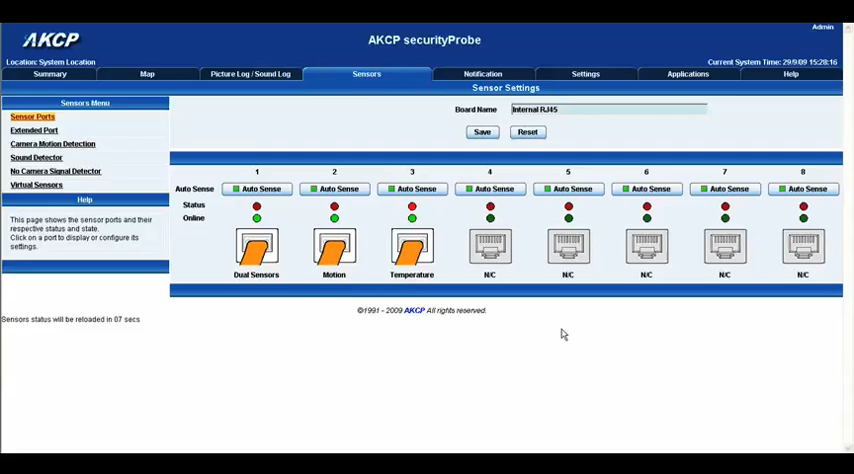 Admin
AKCP
AKCP securityProbe
Location: System Location
Current System Time: 29/9/09 15:28:16
Summary Map Picture Log / Sound Log Sensors Notification Settings Applications Help
Sensors Menu
Sensor Settings
Sensor Ports
Extended Port
Camera Motion Detection
Sound Detector
No Camera Signal Detector
Virtual Sensors
Help
This page shows the sensor ports and their
respective status and state.
Click on a port to display or configure its
settings.
Board Name Internal RJ45
Save Reset
1 2 3 4 5 6 7 8
Auto Sense Auto Sense Auto Sense Auto Sense Auto Sense Auto Sense Auto Sense Auto Sense Auto Sense
Status
Online
Dual Sensors Motion Temperature N/C N/C N/C N/C N/C
©1991 - 2009 AKCP All rights reserved.
Sensors status will be reloaded in 07 secs